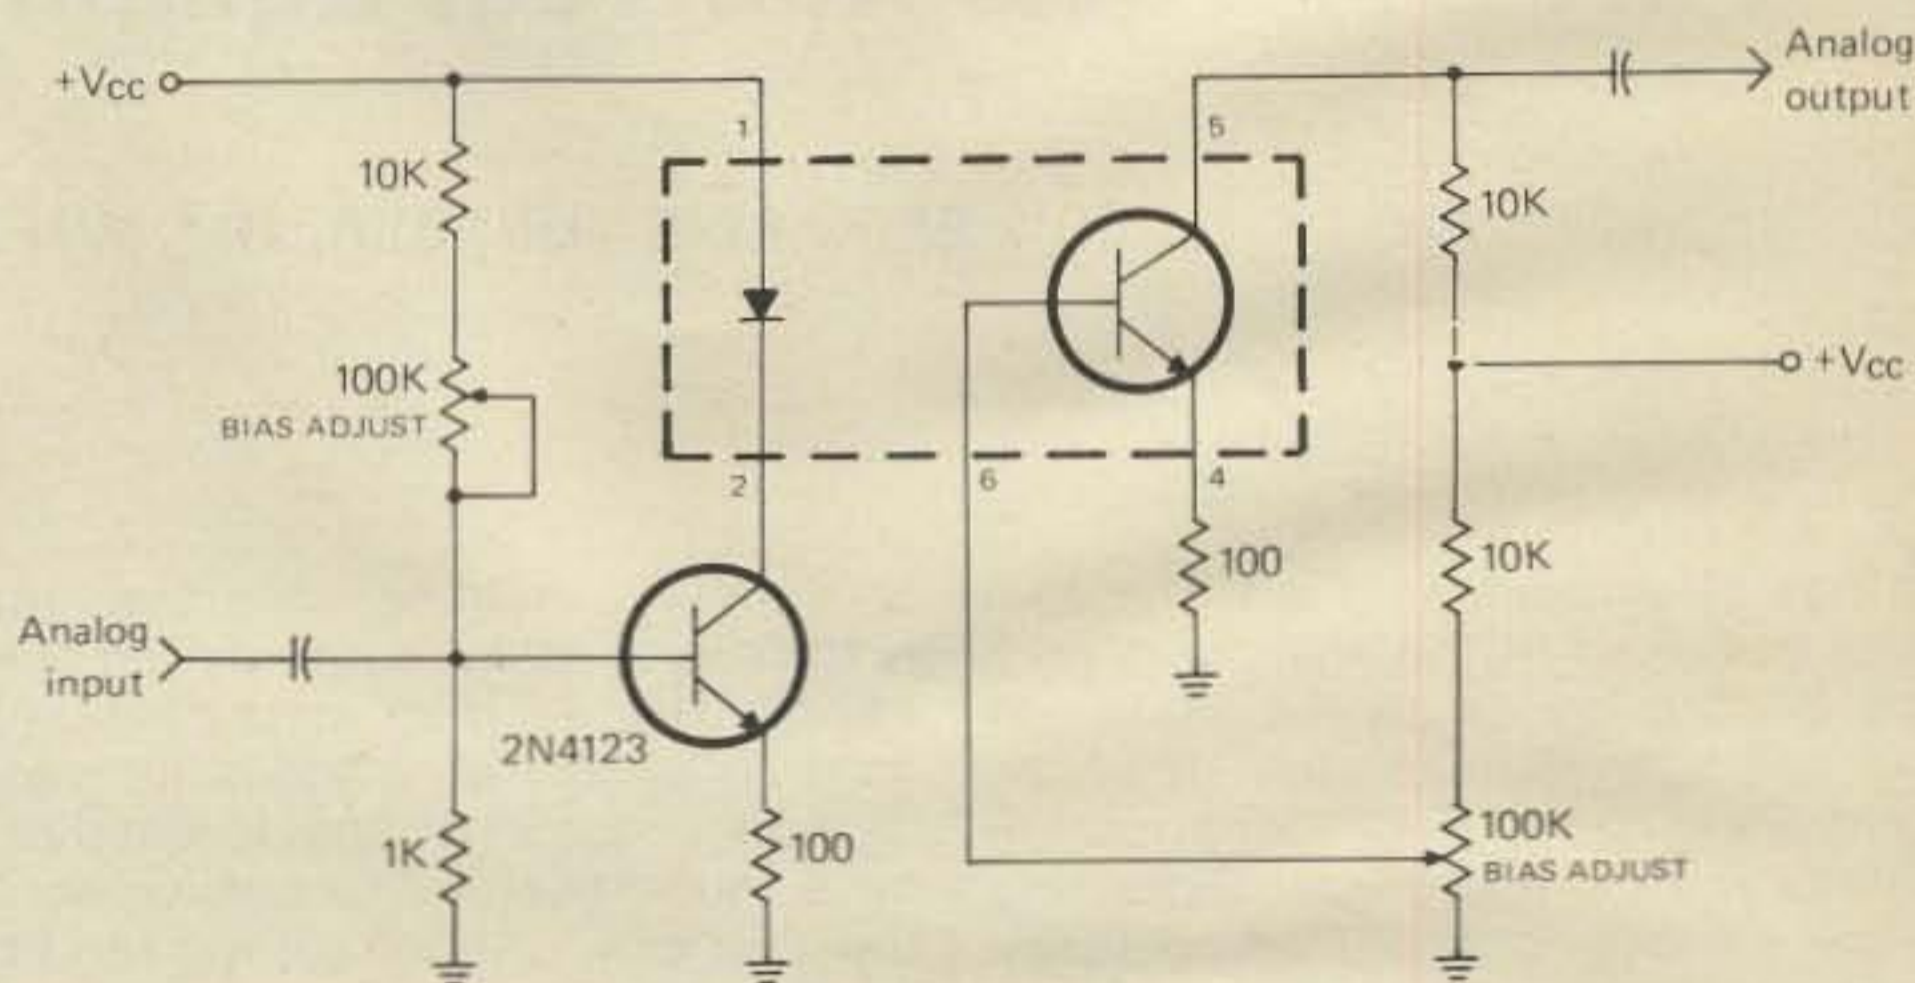 +Vcc
10K
100K
BIAS ADJUST
Analog
input
1K
2N4123
100
1
2
5
6
4
100
Analog
output
10K
+Vcc
10K
100K
BIAS ADJUST